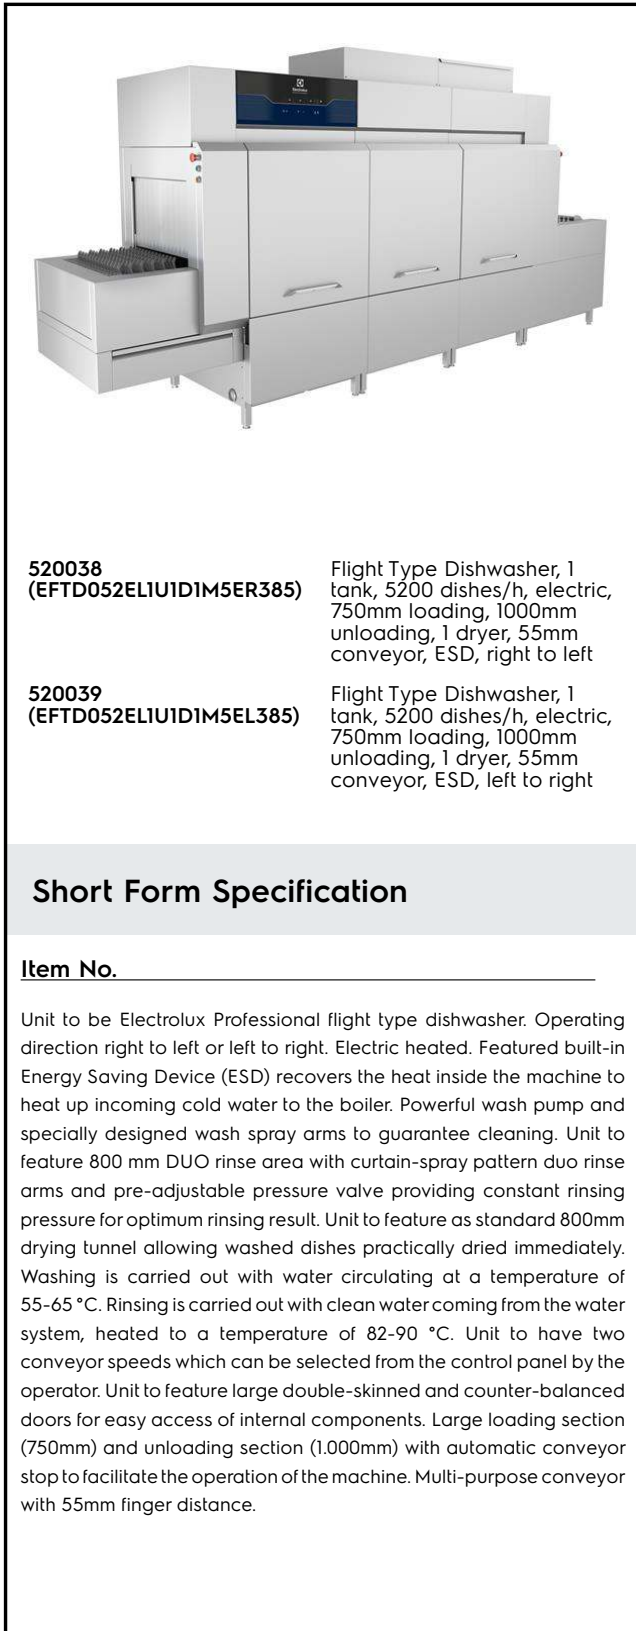 Electrolux
520038
(EFTD052EL1U1D1M5ER385)
Flight Type Dishwasher, 1
tank, 5200 dishes/h, electric,
750mm loading, 1000mm
unloading, 1 dryer, 55mm
conveyor, ESD, right to left
520039
(EFTD052EL1U1D1M5EL385)
Flight Type Dishwasher, 1
tank, 5200 dishes/h, electric,
750mm loading, 1000mm
unloading, 1 dryer, 55mm
conveyor, ESD, left to right
Short Form Specification
Item No.
Unit to be Electrolux Professional flight type dishwasher. Operating
direction right to left or left to right. Electric heated. Featured built-in
Energy Saving Device (ESD) recovers the heat inside the machine to
heat up incoming cold water to the boiler. Powerful wash pump and
specially designed wash spray arms to guarantee cleaning. Unit to
feature 800 mm DUO rinse area with curtain-spray pattern duo rinse
arms and pre-adjustable pressure valve providing constant rinsing
pressure for optimum rinsing result. Unit to feature as standard 800mm
drying tunnel allowing washed dishes practically dried immediately.
Washing is carried out with water circulating at a temperature of
55-65 °C. Rinsing is carried out with clean water coming from the water
system, heated to a temperature of 82-90 °C. Unit to have two
conveyor speeds which can be selected from the control panel by the
operator. Unit to feature large double-skinned and counter-balanced
doors for easy access of internal components. Large loading section
(750mm) and unloading section (1.000mm) with automatic conveyor
stop to facilitate the operation of the machine. Multi-purpose conveyor
with 55mm finger distance.